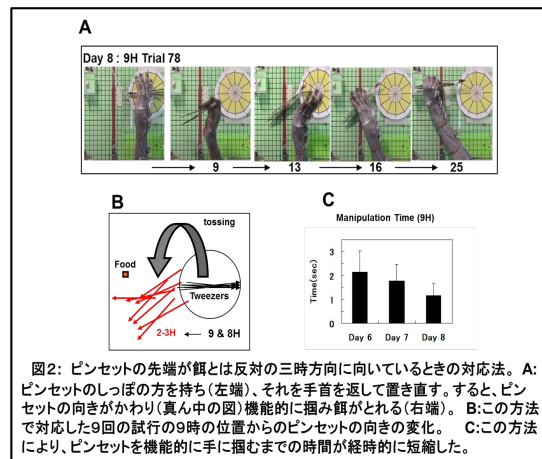 A
Day 8 : 9H Trial 78
9 13 16 25
B
tossing
Food
Tweezers
2-3H ← 9 & 8H
C
Manipulation Time (9H)
Time(sec)
3
2
1
0
Day 6 Day 7 Day 8
図2: ピンセットの先端が餌とは反対の三時方向に向いているときの対応法。 A:
ピンセットのしっぽの方を持ち(左端)、それを手首を返して置き直す。すると、ピン
セットの向きがかわり(真ん中の図)機能的に掴み餌がとれる(右端)。 B:この方法
で対応した9回の試行の9時の位置からのピンセットの向きの変化。 C:この方法
により、ピンセットを機能的に手に掴むまでの時間が経時的に短縮した。